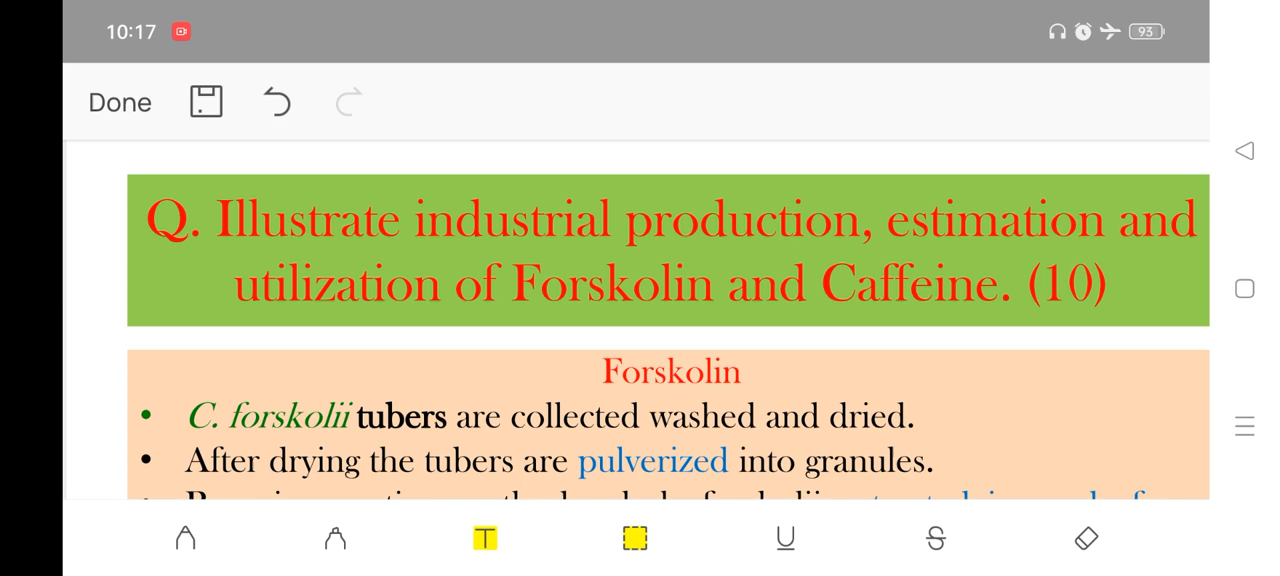 10:17
93
Done
Q. Illustrate industrial production, estimation and
utilization of Forskolin and Caffeine. (10)
Forskolin
• C. forskolii tubers are collected washed and dried.
• After drying the tubers are pulverized into granules.
T
U
S